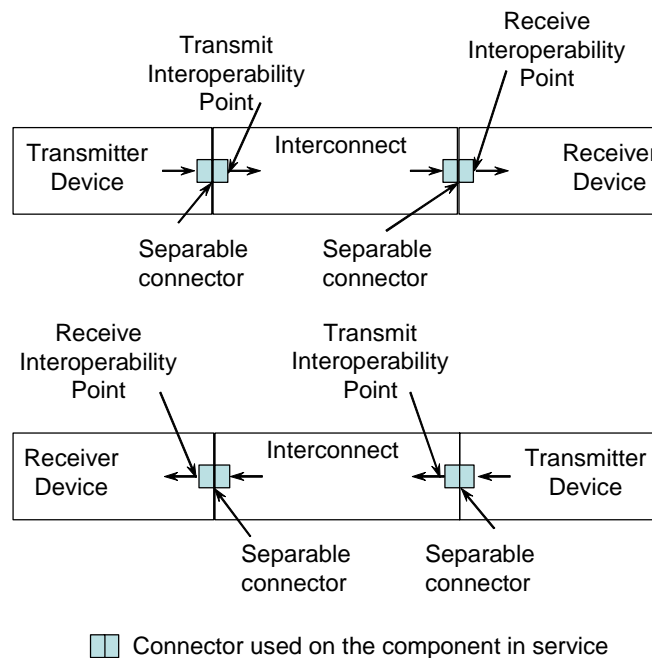 Transmit
Interoperability
Point
Receive
Interoperability
Point
Transmitter
Device
Interconnect
Receiver
Device
Separable
connector
Separable
connector
Receive
Interoperability
Point
Transmit
Interoperability
Point
Receiver
Device
Interconnect
Transmitter
Device
Separable
connector
Separable
connector
Connector used on the component in service